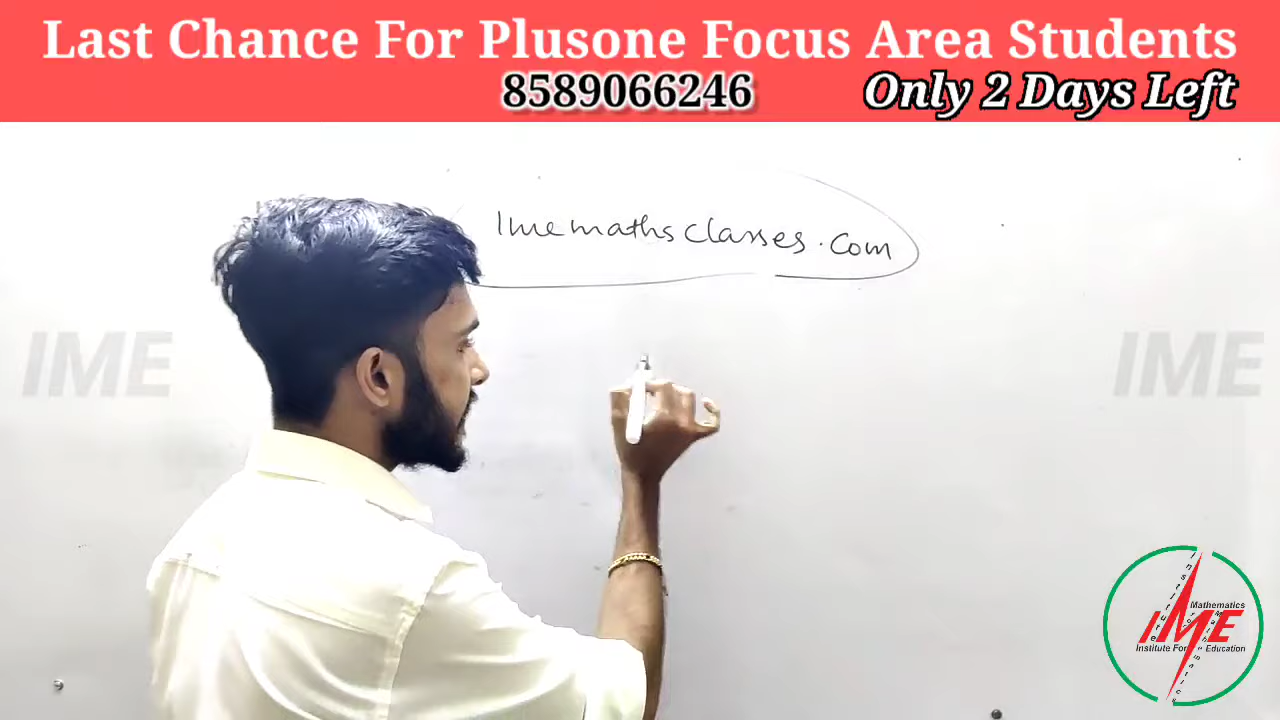 Last Chance For Plusone Focus Area Students
8589066246
Only 2 Days Left
Imemathsclasses.com
IME
IME
Mathematics
IME
Institute For Education